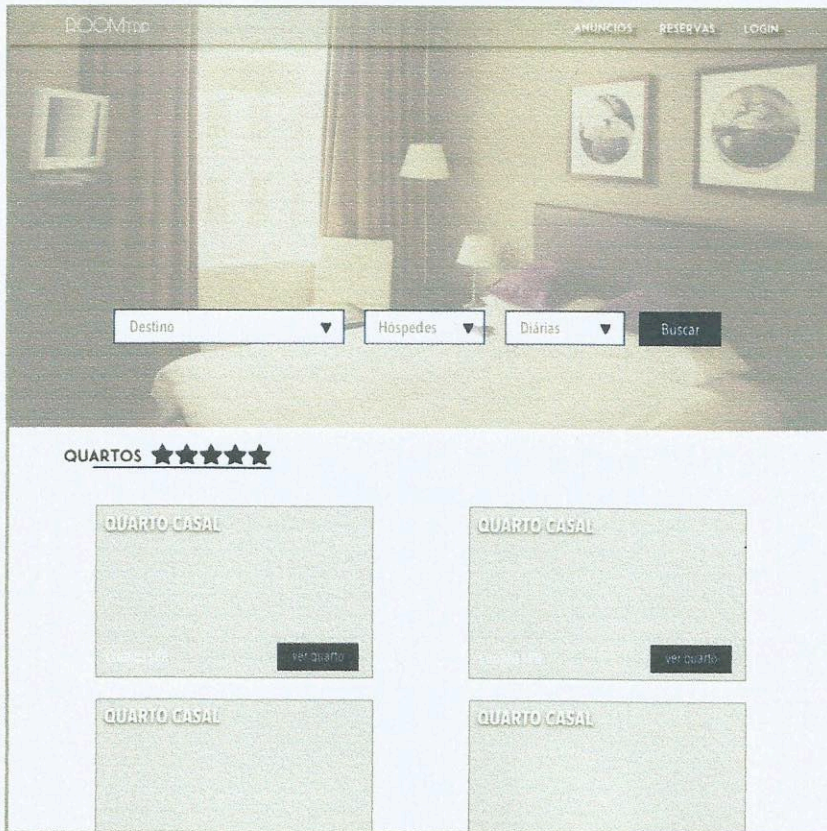 ROOMTrip
ANUNCIOS RESERVAS LOGIN
Destino Hóspedes Diárias Buscar
QUARTOS
QUARTO CASAL QUARTO CASAL
ver quarto ver quarto
QUARTO CASAL QUARTO CASAL